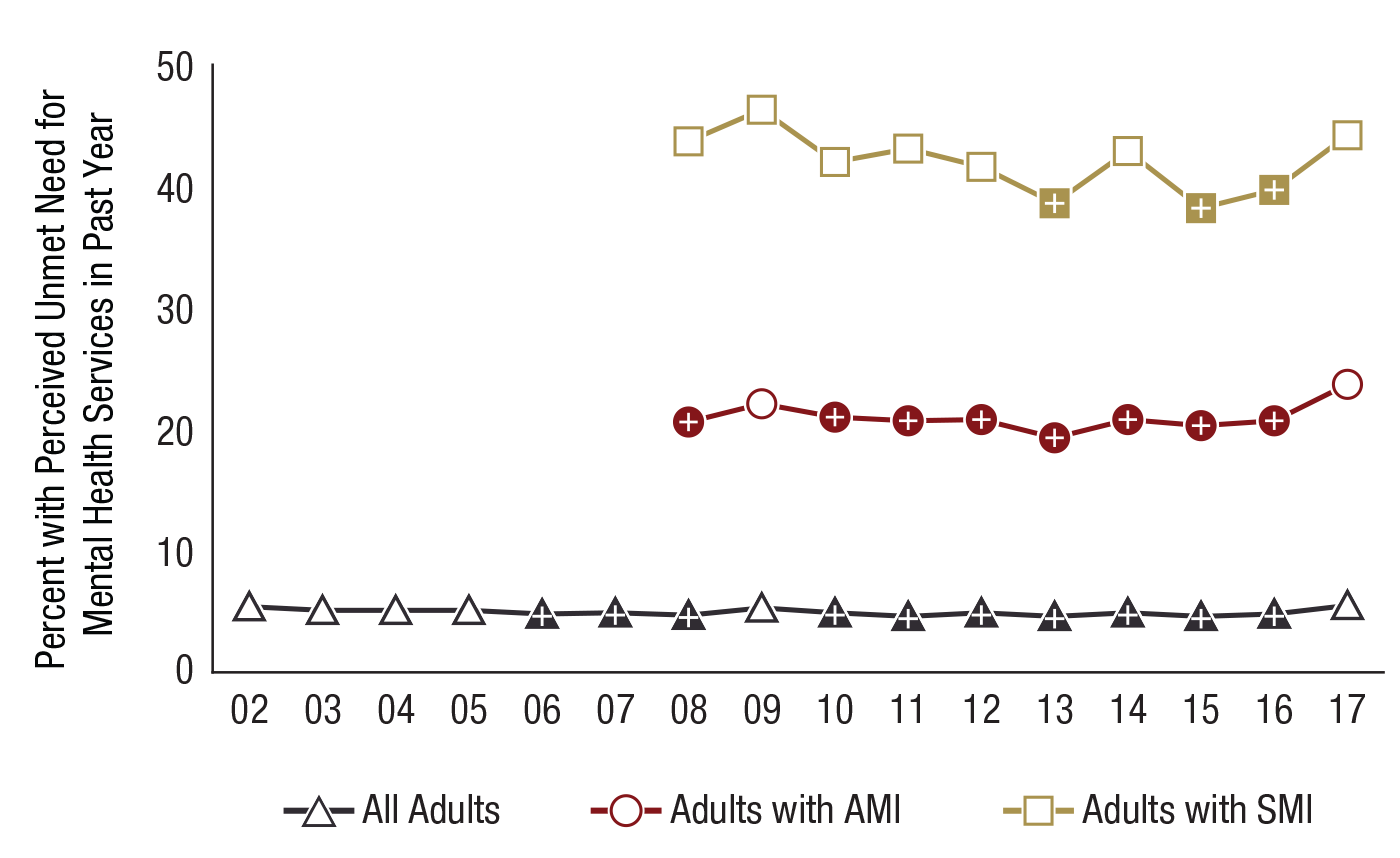 Percent with Perceived Unmet Need for
Mental Health Services in Past Year
50
40
30
20
10
0
02 03 04 05 06 07 08 09 10 11 12 13 14 15 16 17
All Adults Adults with AMI Adults with SMI